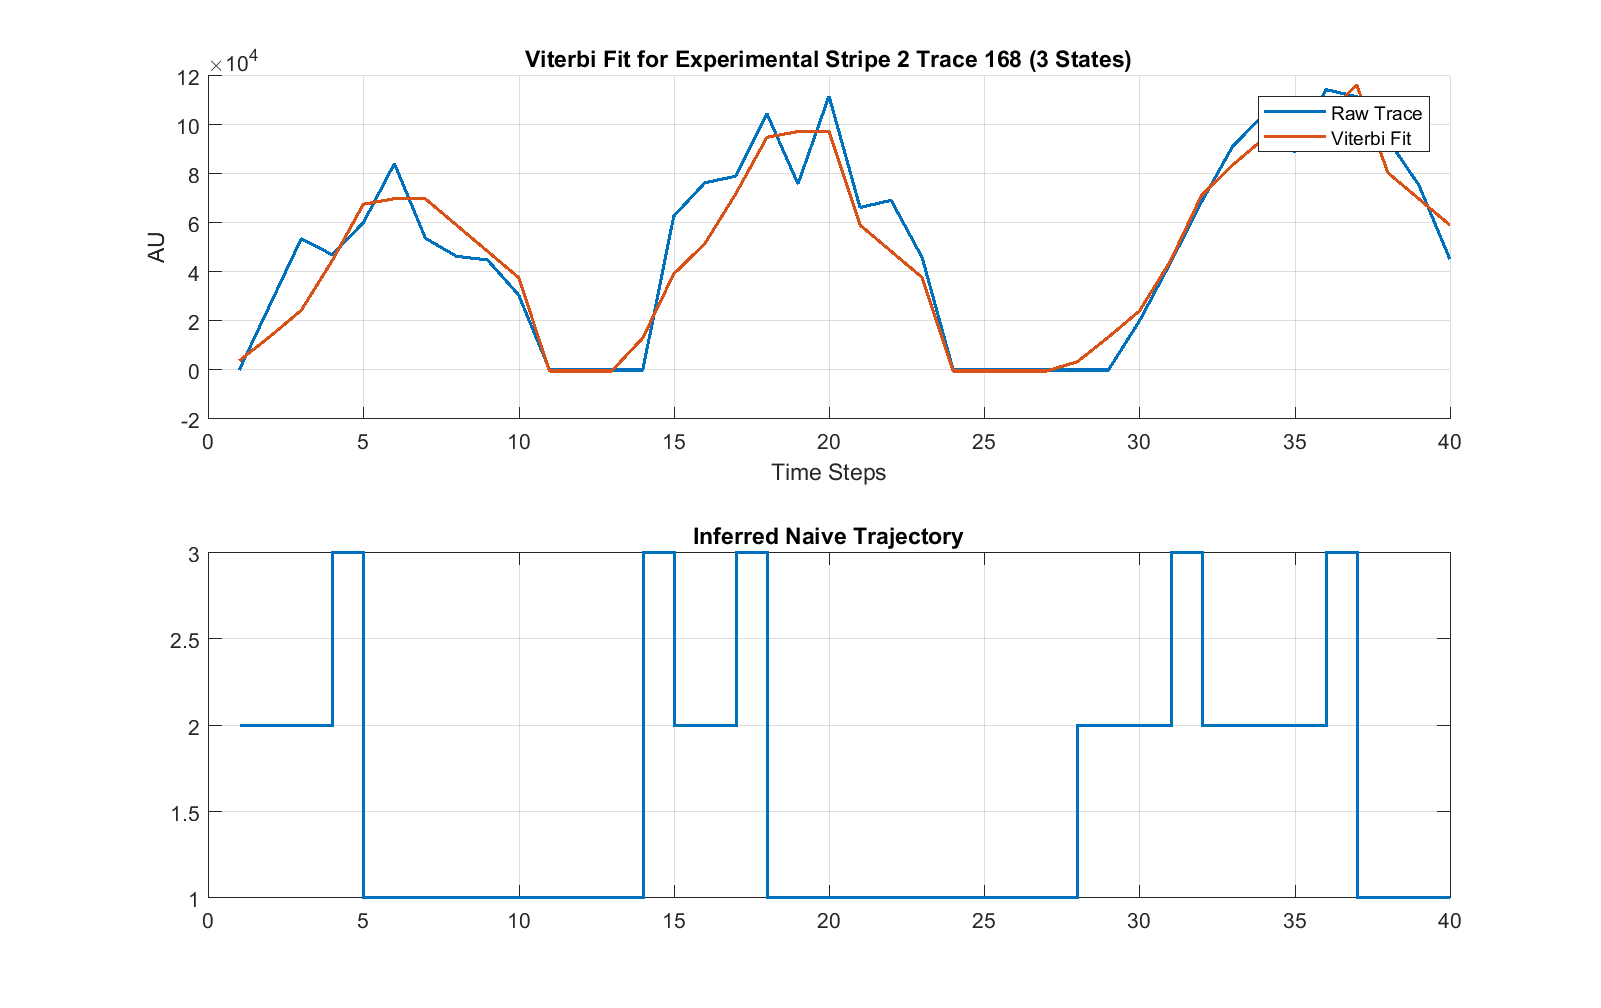 Viterbi Fit for Experimental Stripe 2 Trace 168 (3 States)
×10^4
12
10
8
6
4
2
0
-2
AU
Raw Trace
Viterbi Fit
0 5 10 15 20 25 30 35 40
Time Steps
Inferred Naive Trajectory
3
2.5
2
1.5
1
0 5 10 15 20 25 30 35 40